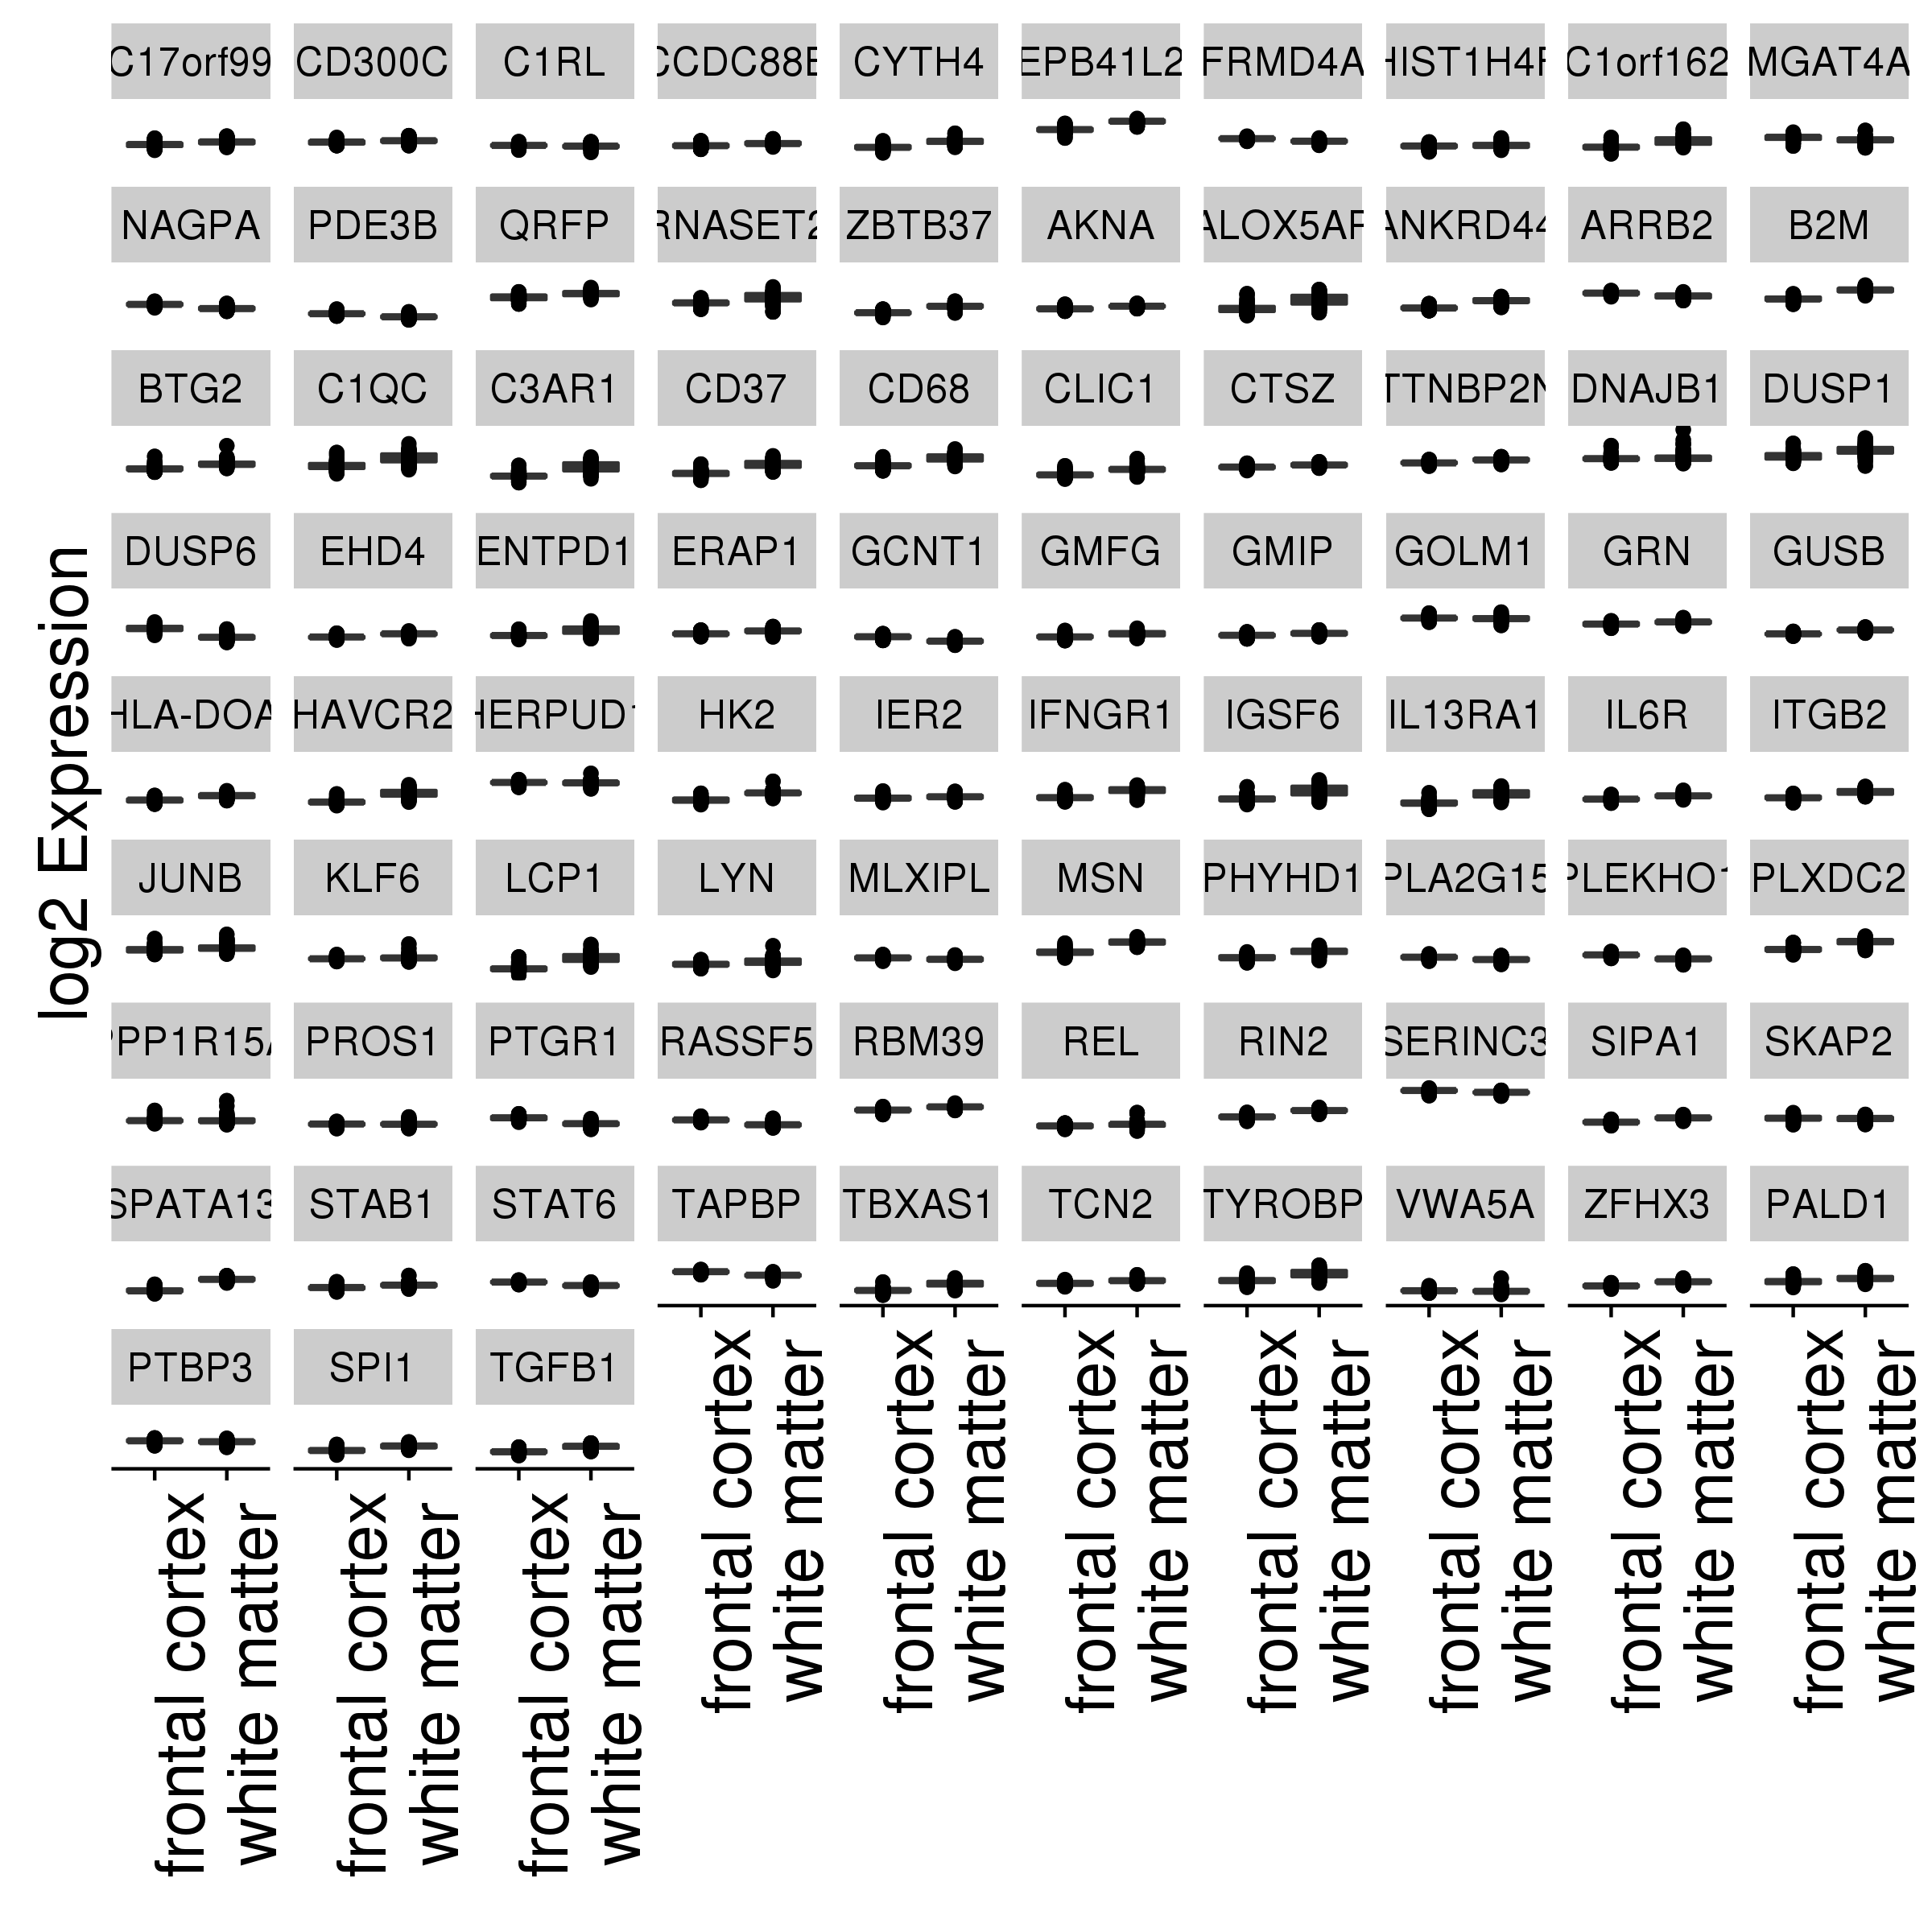 C17orf99 CD300C C1RL CCDC88B CYTH4 EPB41L2 FRMD4A C1orf162 MGAT4A
NAGPA PDE3B QRFP RNASET2 ZBTB37 AKNA ALOX5AP ANKRD44 ARRB2 B2M
BTG2 C1QC C3AR1 CD37 CD68 CLIC1 CTSZ TTNBP2N DNAJB1 DUSP1
DUSP6 EHD4 ENTPD1 ERAP1 GCNT1 GMFG GMIP GOLM1 GRN GUSB
HLA-DOA HAVCR2 HERPUD1 HK2 IER2 IFNGR1 IGSF6 IL13RA1 IL6R ITGB2
JUNB KLF6 LCP1 LYN MLXIPL MSN PHYHD1 PLA2G15 PLEKHO1 PLXDC2
PPP1R15A PROS1 PTGR1 RASSF5 RBM39 REL RIN2 SERINC3 SIPA1 SKAP2
SPATA13 STAB1 STAT6 TAPBP TBXAS1 TCN2 TYROBP VWA5A ZFHX3 PALD1
PTBP3 SPI1 TGFB1
log2 Expression
frontal cortex
white matter
frontal cortex
white matter
frontal cortex
white matter
frontal cortex
white matter
frontal cortex
white matter
frontal cortex
white matter
frontal cortex
white matter
frontal cortex
white matter
frontal cortex
white matter
frontal cortex
white matter